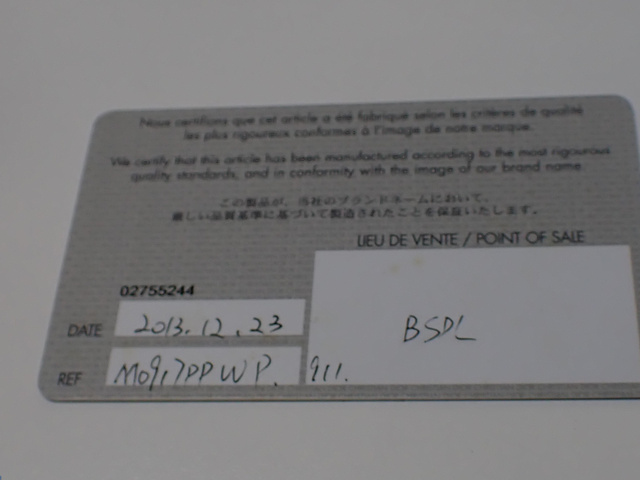 Nous certifions que cet article a été fabriqué selon les critères de qualité
les plus rigoureux conformes à l'image de notre marque.
We certify that this article has been manufactured according to the most rigourous
quality standards, and in conformity with the image of our brand name
この製品が、当社のブランドネームにおいて、
厳しい品質基準に基づいて製造されたことを保証いたします。
LIEU DE VENTE / POINT OF SALE
02755244
DATE 2013.12.23
BSDL
REF M09,7PPWP. 911.